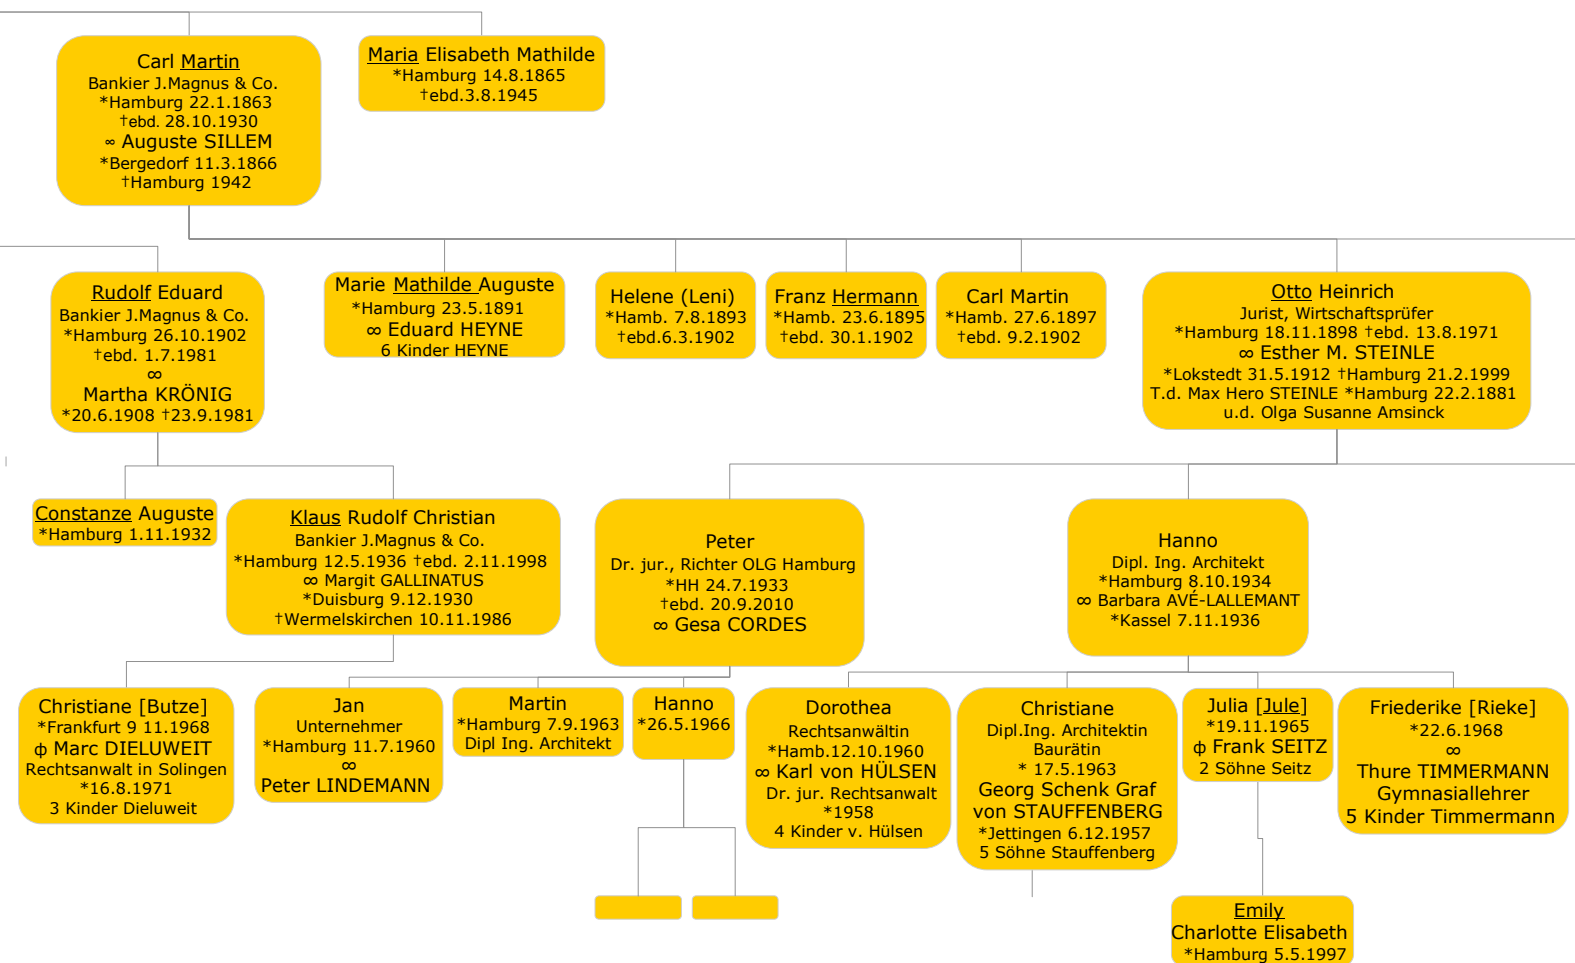 Carl Martin
Bankier J.Magnus & Co.
*Hamburg 22.1.1863
†ebd. 28.10.1930
∞ Auguste SILLEM
*Bergedorf 11.3.1866
†Hamburg 1942
Maria Elisabeth Mathilde
*Hamburg 14.8.1865
†ebd.3.8.1945
Rudolf Eduard
Bankier J.Magnus & Co.
*Hamburg 26.10.1902
†ebd. 1.7.1981
∞
Martha KRÖNIG
*20.6.1908 †23.9.1981
Marie Mathilde Auguste
*Hamburg 23.5.1891
∞ Eduard HEYNE
6 Kinder HEYNE
Helene (Leni)
*Hamb. 7.8.1893
†ebd.6.3.1902
Franz Hermann
*Hamb. 23.6.1895
†ebd. 30.1.1902
Carl Martin
*Hamb. 27.6.1897
†ebd. 9.2.1902
Otto Heinrich
Jurist, Wirtschaftsprüfer
*Hamburg 18.11.1898 †ebd. 13.8.1971
∞ Esther M. STEINLE
*Lokstedt 31.5.1912 †Hamburg 21.2.1999
T.d. Max Hero STEINLE *Hamburg 22.2.1881
u.d. Olga Susanne Amsinck
Constanze Auguste
*Hamburg 1.11.1932
Klaus Rudolf Christian
Bankier J.Magnus & Co.
*Hamburg 12.5.1936 †ebd. 2.11.1998
∞ Margit GALLINATUS
*Duisburg 9.12.1930
†Wermelskirchen 10.11.1986
Peter
Dr. jur., Richter OLG Hamburg
*HH 24.7.1933
†ebd. 20.9.2010
∞ Gesa CORDES
Hanno
Dipl. Ing. Architekt
*Hamburg 8.10.1934
∞ Barbara AVÉ-LALLEMANT
*Kassel 7.11.1936
Christiane [Butze]
*Frankfurt 9 11.1968
ф Marc DIELUWEIT
Rechtsanwalt in Solingen
*16.8.1971
3 Kinder Dieluweit
Jan
Unternehmer
*Hamburg 11.7.1960
∞
Peter LINDEMANN
Martin
*Hamburg 7.9.1963
Dipl Ing. Architekt
Hanno
*26.5.1966
Dorothea
Rechtsanwältin
*Hamb.12.10.1960
∞ Karl von HÜLSEN
Dr. jur. Rechtsanwalt
*1958
4 Kinder v. Hülsen
Christiane
Dipl.Ing. Architektin
Baurätin
* 17.5.1963
Georg Schenk Graf
von STAUFFENBERG
*Jettingen 6.12.1957
5 Söhne Stauffenberg
Julia [Jule]
*19.11.1965
ф Frank SEITZ
2 Söhne Seitz
Friederike [Rieke]
*22.6.1968
∞
Thure TIMMERMANN
Gymnasiallehrer
5 Kinder Timmermann
Emily
Charlotte Elisabeth
*Hamburg 5.5.1997